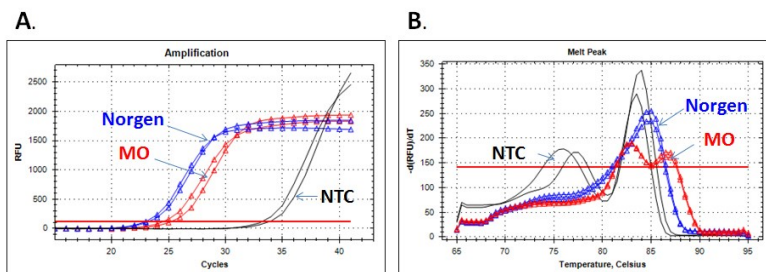 A.
Amplification
2500
2000
1500
1000
500
0
RFU
Norgen
MO
NTC
20
25
30
35
40
Cycles
B.
Melt Peak
350
300
250
200
150
100
50
0
-d(RFU)/dT
NTC
Norgen
MO
65
70
75
80
85
90
95
Temperature, Celsius